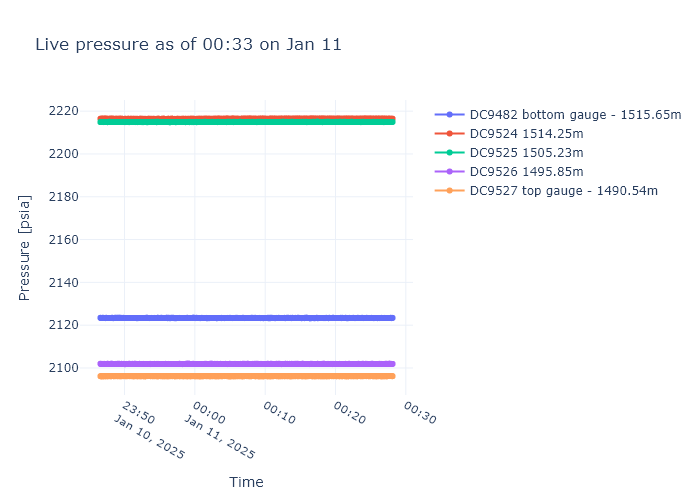 Live pressure as of 00:33 on Jan 11
DC9482 bottom gauge - 1515.65m
DC9524 1514.25m
DC9525 1505.23m
DC9526 1495.85m
DC9527 top gauge - 1490.54m
Pressure [psia]
2220
2200
2180
2160
2140
2120
2100
23:50
Jan 10, 2025
00:00
Jan 11, 2025
00:10
00:20
00:30
Time